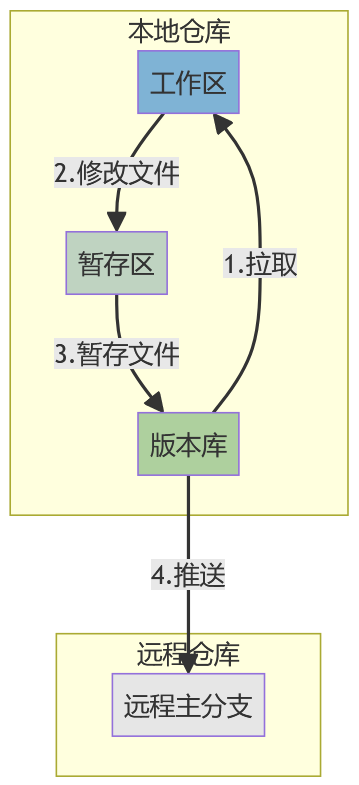 本地仓库
工作区
2.修改文件
暂存区
1.拉取
3.暂存文件
版本库
4.推送
远程仓库
远程主分支